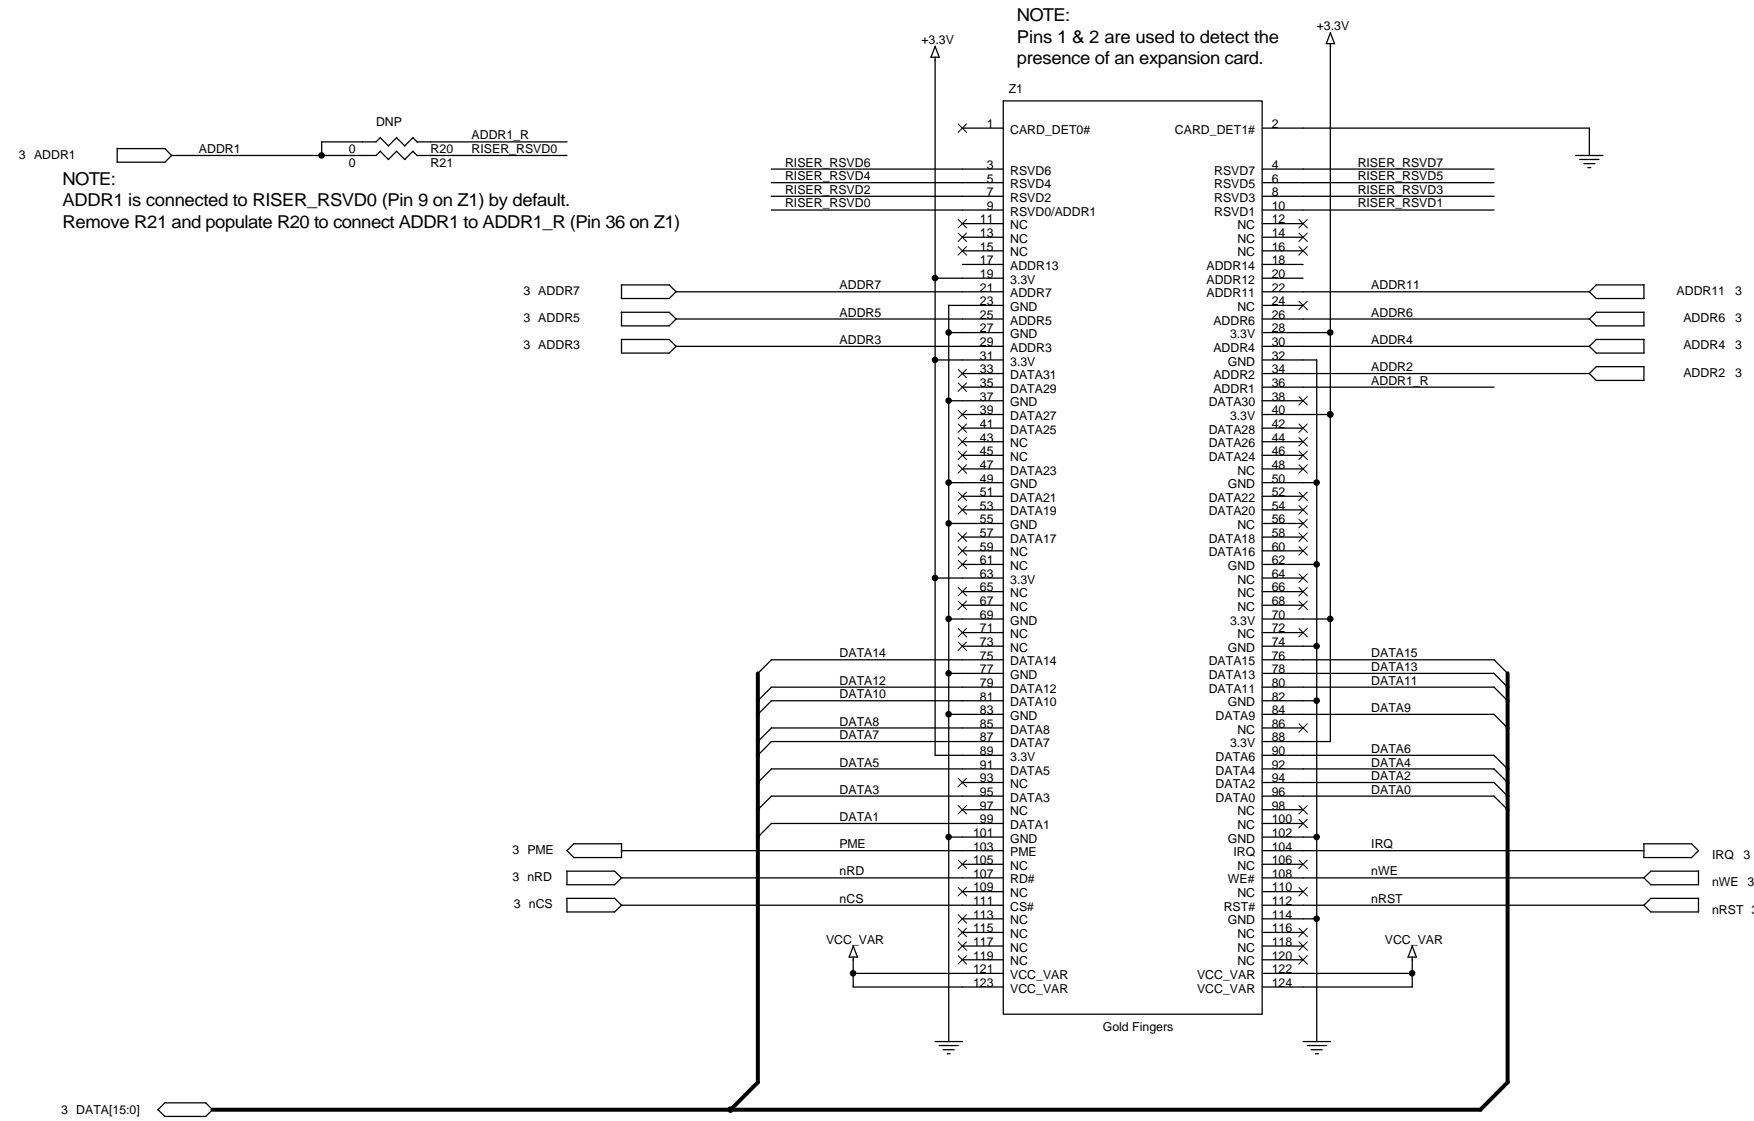 NOTE:
Pins 1 & 2 are used to detect the
presence of an expansion card.
+3.3V
+3.3V
Z1
DNP
3 ADDR1
ADDR1
0
R20
ADDR1_R
0
R21
RISER_RSVD0
NOTE:
ADDR1 is connected to RISER_RSVD0 (Pin 9 on Z1) by default.
Remove R21 and populate R20 to connect ADDR1 to ADDR1_R (Pin 36 on Z1)
1 CARD_DET0# CARD_DET1# 2
RISER_RSVD6 3 RSVD6 RSVD7 4 RISER_RSVD7
RISER_RSVD4 5 RSVD4 RSVD5 6 RISER_RSVD5
RISER_RSVD2 7 RSVD2 RSVD3 8 RISER_RSVD3
RISER_RSVD0 9 RSVD0/ADDR1 RSVD1 10 RISER_RSVD1
11 NC NC 12
13 NC NC 14
15 NC NC 16
17 ADDR13 ADDR14 18
19 3.3V ADDR12 20
3 ADDR7 ADDR7 21 ADDR7 ADDR11 22 ADDR11 ADDR11 3
23 GND NC 24
3 ADDR5 ADDR5 25 ADDR5 ADDR6 26 ADDR6 ADDR6 3
27 GND 3.3V 28
3 ADDR3 ADDR3 29 ADDR3 ADDR4 30 ADDR4 ADDR4 3
31 3.3V GND 32
33 DATA31 ADDR2 34 ADDR2 ADDR2 3
35 DATA29 ADDR1 36 ADDR1_R
37 GND DATA30 38
39 DATA27 3.3V 40
41 DATA25 DATA28 42
43 NC DATA26 44
45 NC DATA24 46
47 DATA23 NC 48
49 GND GND 50
51 DATA21 DATA22 52
53 DATA19 DATA20 54
55 GND NC 56
57 DATA17 DATA18 58
59 NC DATA16 60
61 NC GND 62
63 3.3V NC 64
65 NC NC 66
67 NC NC 68
69 GND 3.3V 70
71 NC NC 72
73 NC GND 74
DATA14 75 DATA14 DATA15 76 DATA15
77 GND DATA13 78 DATA13
DATA12 79 DATA12 DATA11 80 DATA11
DATA10 81 DATA10 GND 82
83 GND DATA9 84 DATA9
DATA8 85 DATA8 NC 86
DATA7 87 DATA7 3.3V 88
89 3.3V DATA6 90 DATA6
DATA5 91 DATA5 DATA4 92 DATA4
93 NC DATA2 94 DATA2
DATA3 95 DATA3 DATA0 96 DATA0
97 NC NC 98
DATA1 99 DATA1 NC 100
101 GND GND 102
3 PME PME 103 PME IRQ 104 IRQ IRQ 3
105 NC NC 106
3 nRD nRD 107 RD# WE# 108 nWE nWE 3
109 NC NC 110
3 nCS nCS 111 CS# RST# 112 nRST nRST 3
113 NC GND 114
115 NC NC 116
117 NC NC 118
119 NC NC 120
VCC_VAR 121 VCC_VAR VCC_VAR 122 VCC_VAR
123 VCC_VAR VCC_VAR 124
Gold Fingers
3 DATA[15:0]